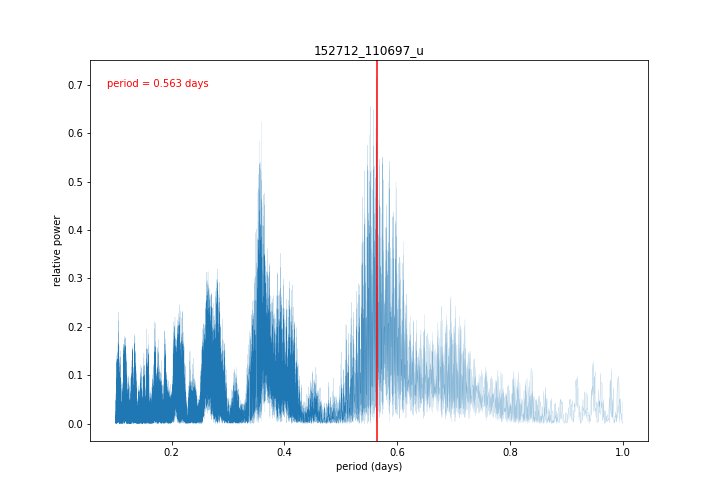 152712_110697_u
period = 0.563 days
relative power
0.7
0.6
0.5
0.4
0.3
0.2
0.1
0.0
0.2 0.4 0.6 0.8 1.0
period (days)